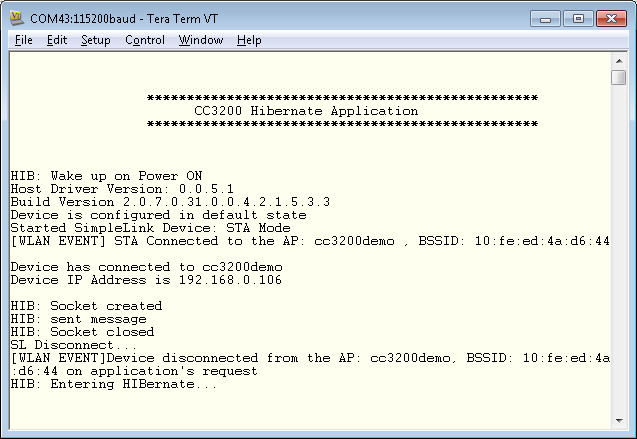 COM43:115200baud - Tera Term VT
File Edit Setup Control Window Help
*************************************************
CC3200 Hibernate Application
*************************************************
HIB: Wake up on Power ON
Host Driver Version: 0.0.5.1
Build Version 2.0.7.0.31.0.0.4.2.1.5.3.3
Device is configured in default state
Started SimpleLink Device: STA Mode
[WLAN EVENT] STA Connected to the AP: cc3200demo , BSSID: 10:fe:ed:4a:d6:44
Device has connected to cc3200demo
Device IP Address is 192.168.0.106
HIB: Socket created
HIB: sent message
HIB: Socket closed
SL Disconnect...
[WLAN EVENT]Device disconnected from the AP: cc3200demo, BSSID: 10:fe:ed:4a
:d6:44 on application's request
HIB: Entering HIBernate...